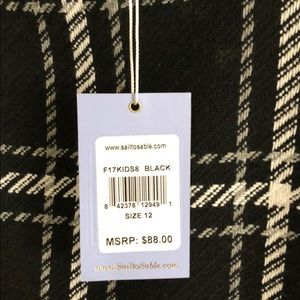 www.sailtosable.com
F17KIDS8 BLACK
8 42378 12949 1
SIZE 12
MSRP: $88.00
www.SailtoSable.com